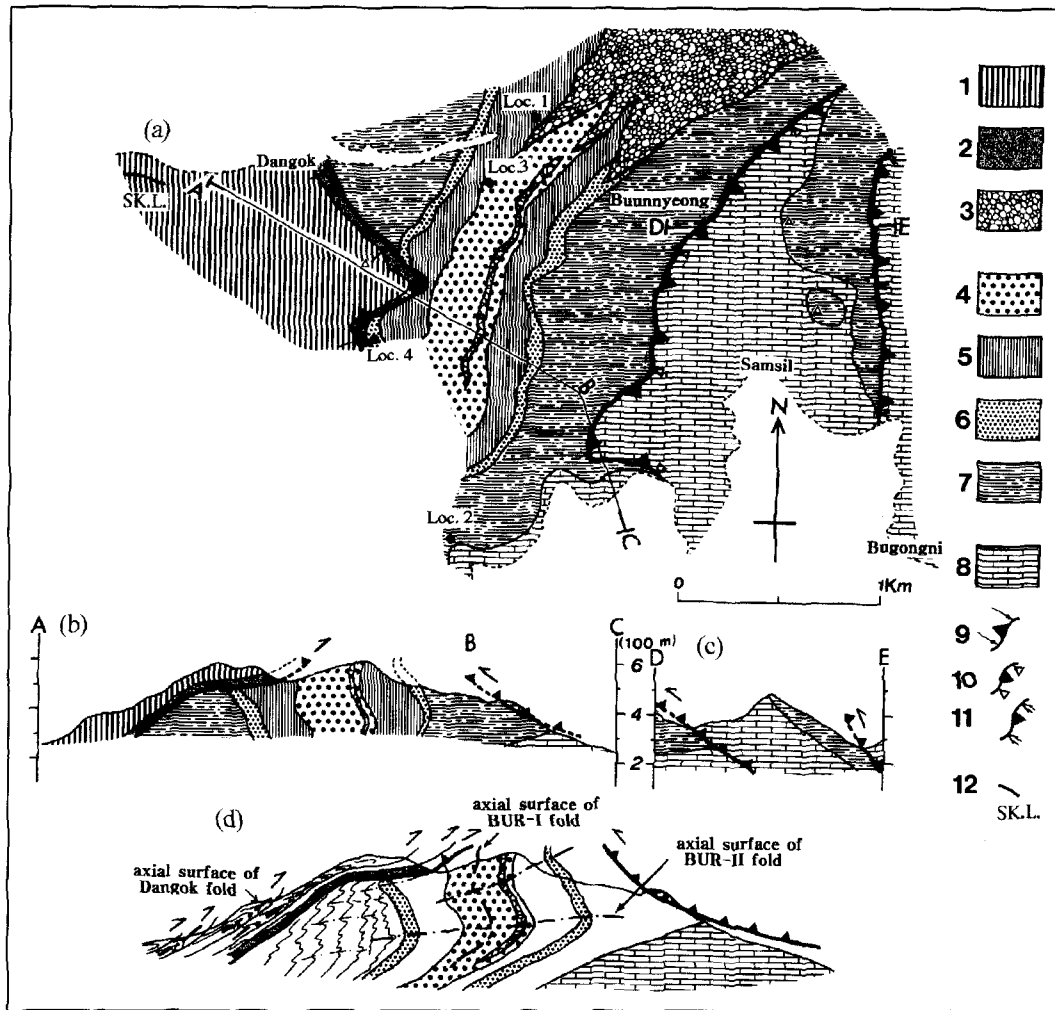 (a)
Loc. 1
Dangok
Loc.3
SK.L.
A
Buunnyeong
D
E
Loc. 4
Samsil
B
N
Loc. 2
C
Bugongni
0
1Km
1
2
3
4
5
6
7
8
9
10
11
12
SK.L.
A
(b)
B
C
(100 m)
D
(c)
E
6
4
2
(d)
axial surface of
BUR-I fold
axial surface of
Dangok fold
axial surface of
BUR-II fold